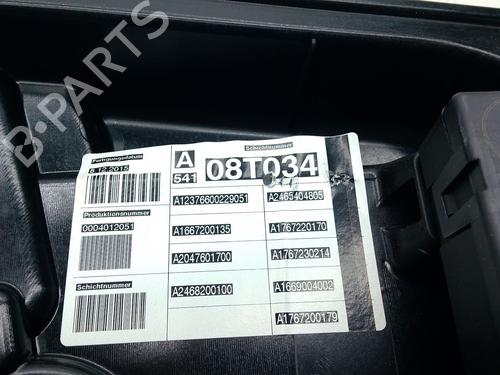 B-PARTS
Fertigungsdatum
8.12.2015
Produktionsnummer
0004012051
Schichtnummer
A
541
Schichtnummer
08T034
A12376600229051
A1667200135
A2047601700
A2468200100
A2465404805
A1767220170
A1767230214
A1669004002
A1767200179